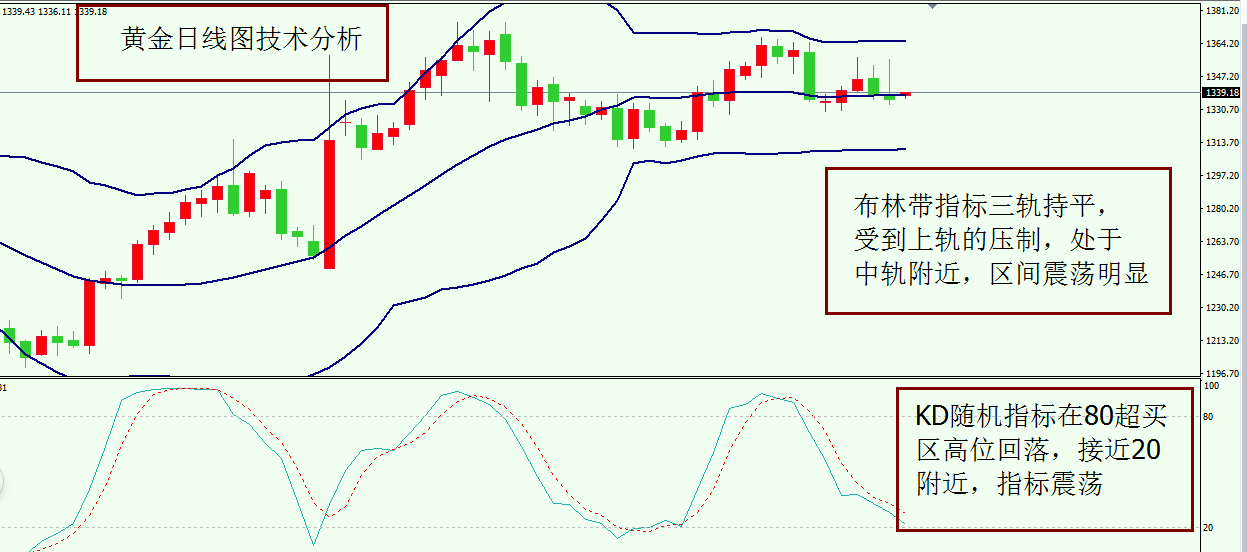 1339.43 1336.11 1339.18
黄金日线图技术分析
1381.20
1364.20
1347.20
1339.18
1330.70
1313.70
布林带指标三轨持平，
受到上轨的压制，处于
中轨附近，区间震荡明显
1297.20
1280.20
1263.70
1246.70
1230.20
1213.20
1196.70
100
80
KD随机指标在80超买
区高位回落，接近20
附近，指标震荡
20